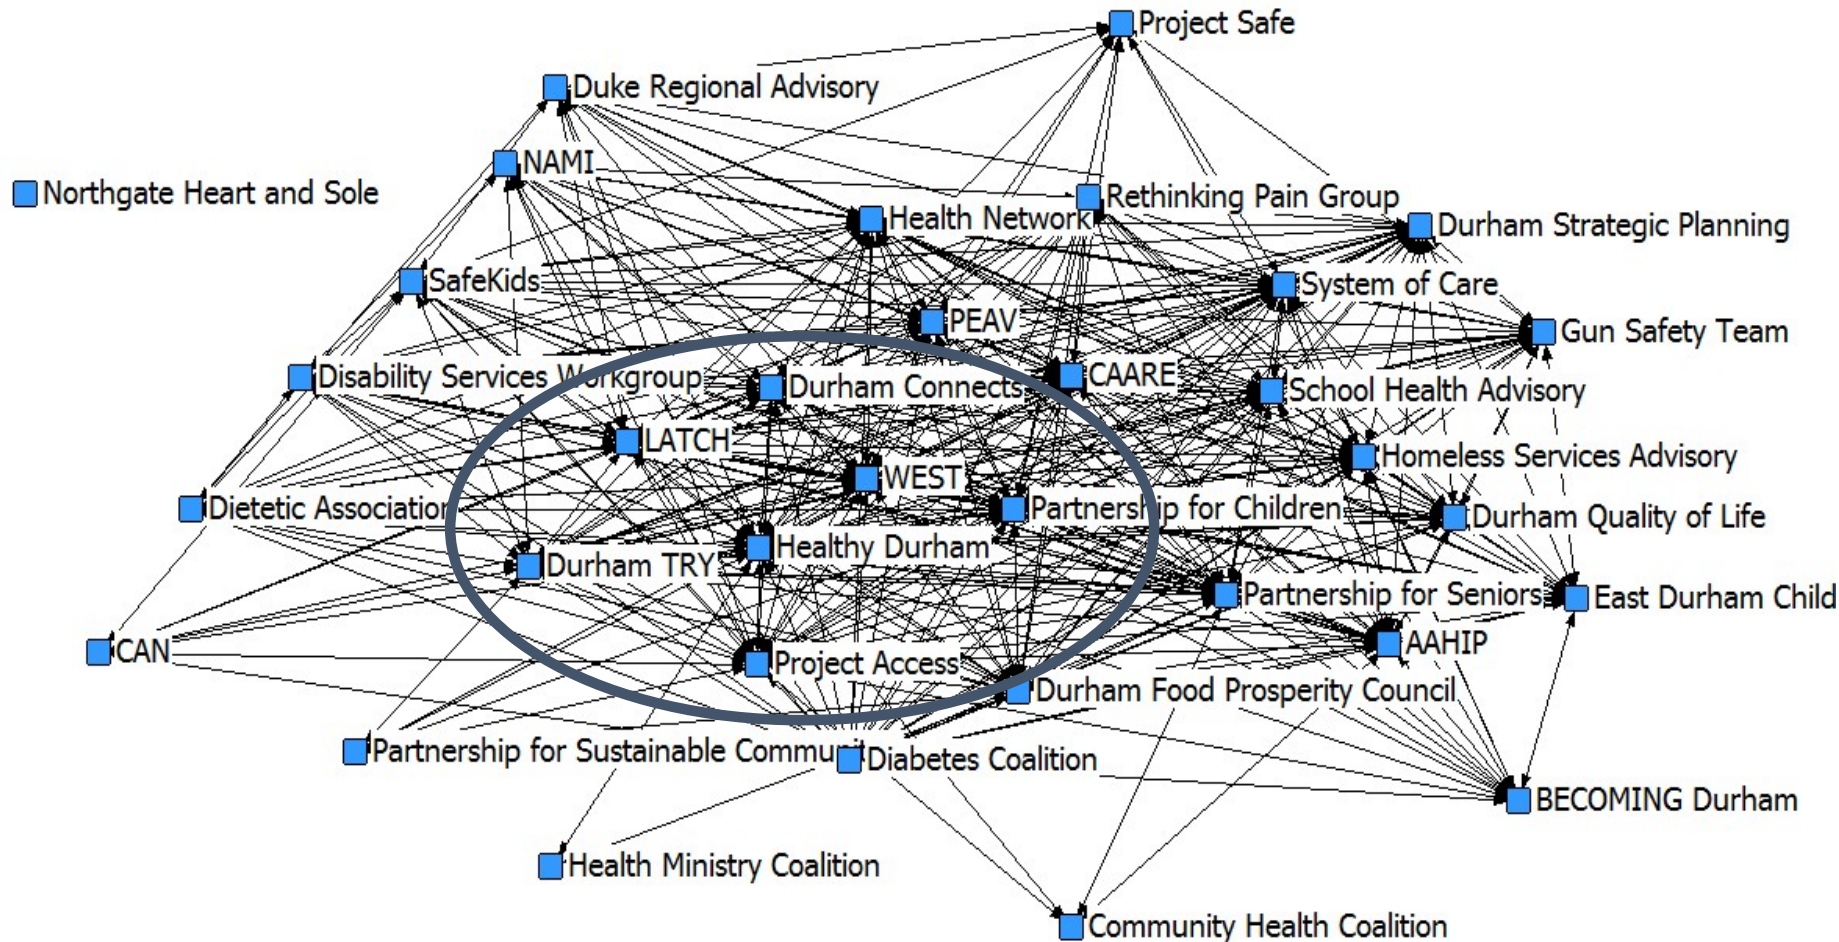 Project Safe
Duke Regional Advisory
NAMI
Northgate Heart and Sole
Rethinking Pain Group
Health Network
Durham Strategic Planning
SafeKids
System of Care
PEAV
Gun Safety Team
Disability Services Workgroup
Durham Connects
CAARE
School Health Advisory
LATCH
Homeless Services Advisory
WEST
Dietetic Association
Partnership for Children
Durham Quality of Life
Healthy Durham
Durham TRY
Partnership for Seniors
East Durham Child
AAHIP
CAN
Project Access
Durham Food Prosperity Council
Partnership for Sustainable Communit
Diabetes Coalition
BECOMING Durham
Health Ministry Coalition
Community Health Coalition